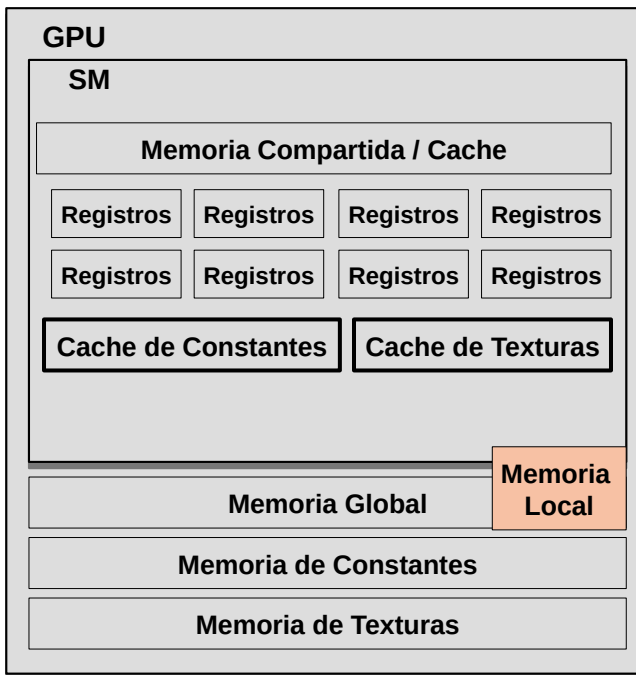 GPU
SM
Memoria Compartida / Cache
Registros Registros Registros Registros
Registros Registros Registros Registros
Cache de Constantes Cache de Texturas
Memoria
Local
Memoria Global
Memoria de Constantes
Memoria de Texturas